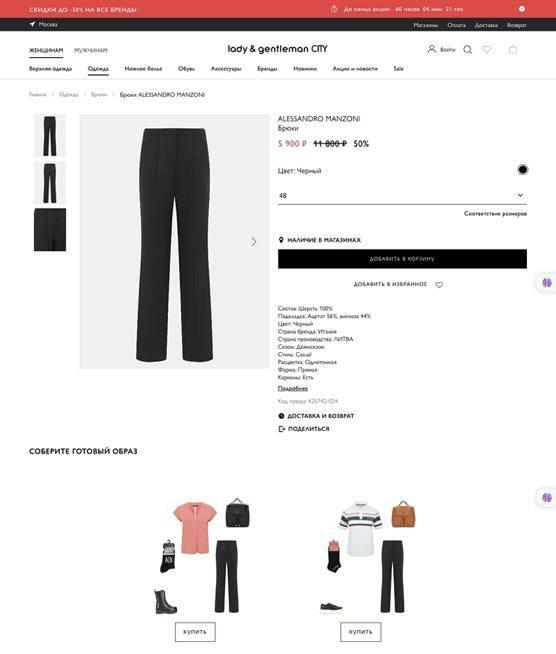 СКИДКИ ДО -50% НА ВСЕ БРЕНДЫ
До конца акции: 60 часов 04 мин 21 сек
Москва
Магазины Оплата Доставка Возврат
ЖЕНЩИНАМ МУЖЧИНАМ
lady & gentleman CITY
Войти
Верхняя одежда Одежда Нижнее белье Обувь Аксессуары Бренды Новинки Акции и новости Sale
Главная / Одежда / Брюки / Брюки ALESSANDRO MANZONI
ALESSANDRO MANZONI
Брюки
5 900 ₽ 11 800 ₽ 50%
Цвет: Черный
48
Соответствие размеров
НАЛИЧИЕ В МАГАЗИНАХ
ДОБАВИТЬ В КОРЗИНУ
ДОБАВИТЬ В ИЗБРАННОЕ
Состав: Шерсть 100%
Подкладка: Ацетат 56%, вискоза 44%
Цвет: Черный
Страна бренда: Италия
Страна производства: ЛИТВА
Сезон: Демисезон
Стиль: Casual
Расцветка: Однотонная
Форма: Прямая
Карманы: Есть
Подробнее
Код товара 425742-024
ДОСТАВКА И ВОЗВРАТ
ПОДЕЛИТЬСЯ
СОБЕРИТЕ ГОТОВЫЙ ОБРАЗ
КУПИТЬ КУПИТЬ